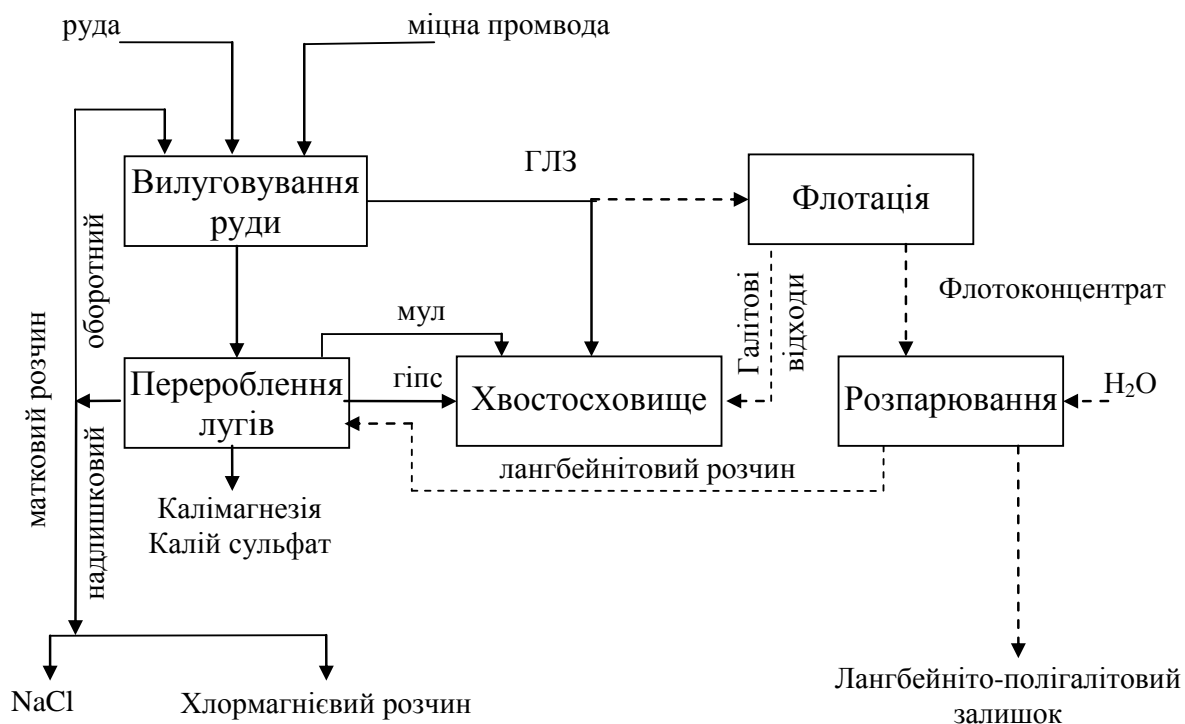 руда
міцна промвода
Вилуговування
руди
ГЛЗ
Флотація
матковий розчин
оборотний
надлишковий
мул
гіпс
Перероблення
лугів
Хвостосховище
Галітові
відходи
Флотоконцентрат
Розпарювання
H₂O
лангбейнітовий розчин
Калімагнезія
Калій сульфат
NaCl
Хлормагнієвий розчин
Лангбейніто-полігалітовий
залишок